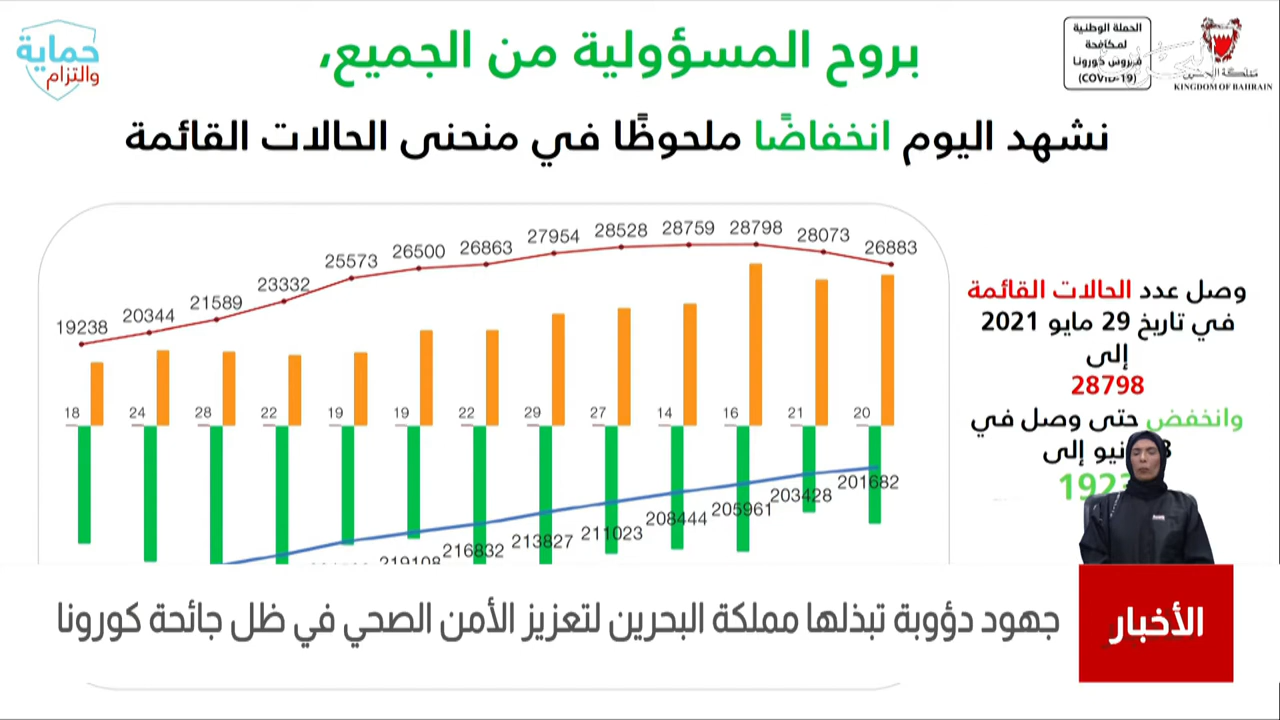 حماية
والتزام
الحملة الوطنية
لمكافحة
فيروس كورونا
(COVID-19)
مملكة البحرين
KINGDOM OF BAHRAIN
بروح المسؤولية من الجميع،
نشهد اليوم انخفاضًا ملحوظًا في منحنى الحالات القائمة
19238 20344 21589 23332 25573 26500 26863 27954 28528 28759 28798 28073 26883
18 24 28 22 19 19 22 29 27 14 16 21 20
219108 216832 213827 211023 208444 205961 203428 201682
وصل عدد الحالات القائمة
في تاريخ 29 مايو 2021
إلى
28798
وانخفض حتى وصل في
إلى
الأخبار
جهود دؤوبة تبذلها مملكة البحرين لتعزيز الأمن الصحي في ظل جائحة كورونا